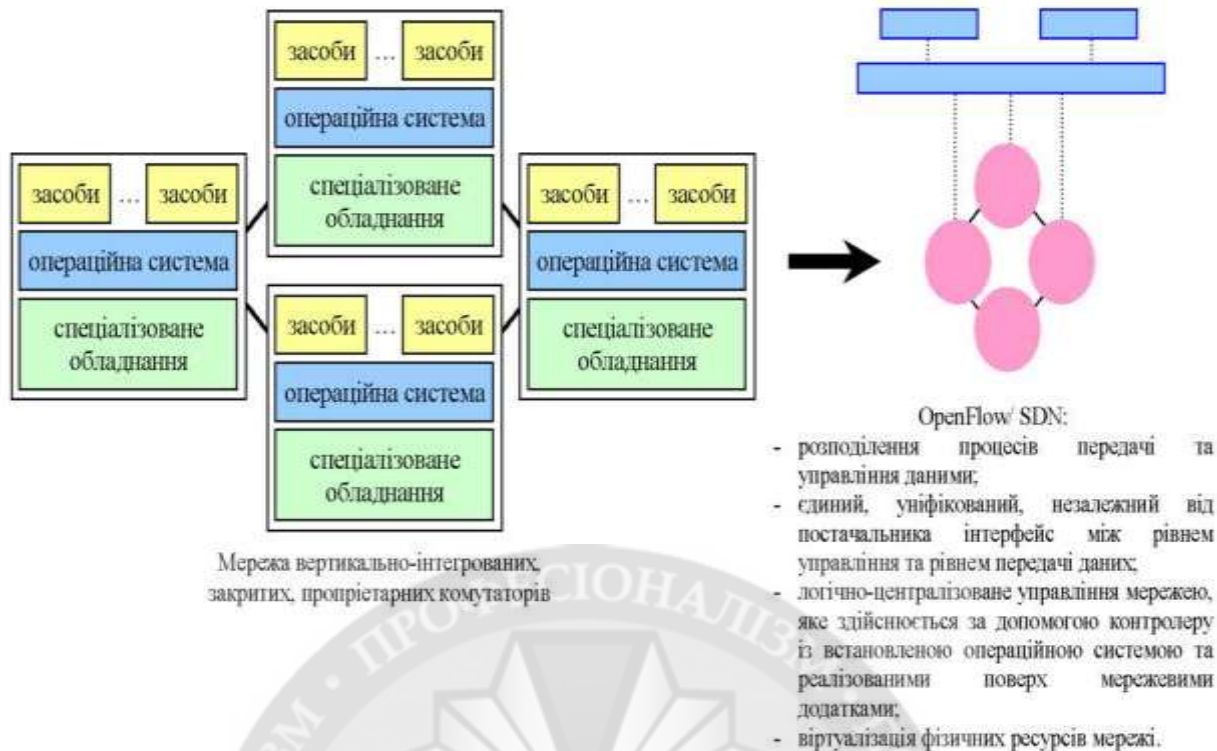 засоби ... засоби
операційна система
спеціалізоване
обладнання
засоби ... засоби
операційна система
спеціалізоване
обладнання
засоби ... засоби
операційна система
спеціалізоване
обладнання
засоби ... засоби
операційна система
спеціалізоване
обладнання
Мережа вертикально-інтегрованих,
закритих, пропріетарних комутаторів
OpenFlow/ SDN:
- розподілення процесів передачі та
управління даними;
- єдиний, уніфікований, незалежний від
постачальника інтерфейс між рівнем
управління та рівнем передачі даних;
- логічно-централізоване управління мережею,
яке здійснюється за допомогою контролеру
із встановленою операційною системою та
реалізованими поверх мережевими
додатками;
- віртуалізація фізичних ресурсів мережі.
ПРОФЕСІОНАЛІЗМ